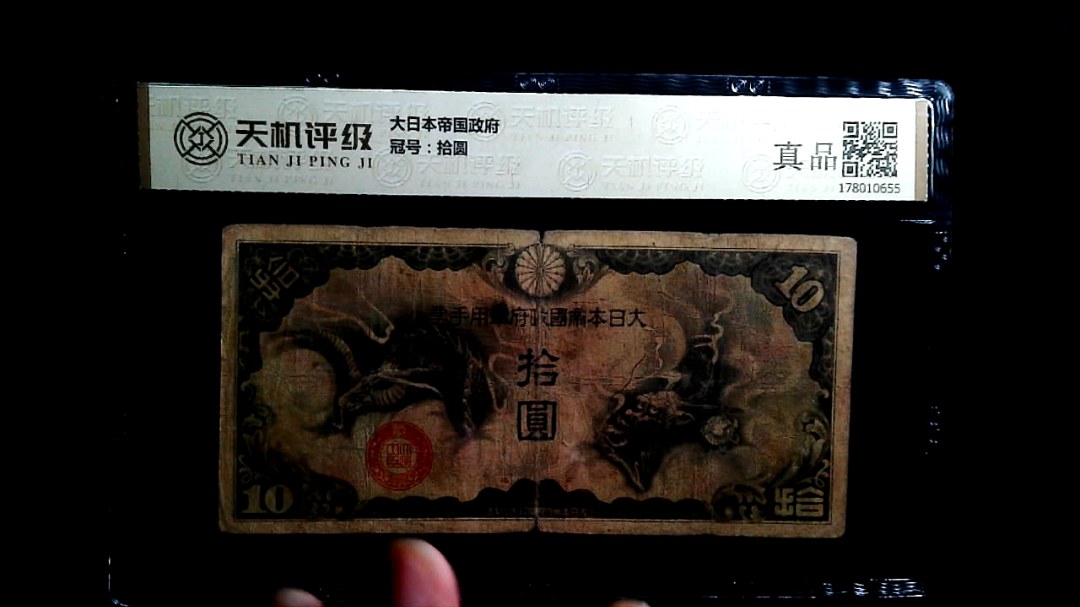 天机评级
TIAN JI PING JI
大日本帝国政府
冠号:拾圆
真品
178010655
拾
10
大日本帝國政府軍用手票
拾
圓
10
拾